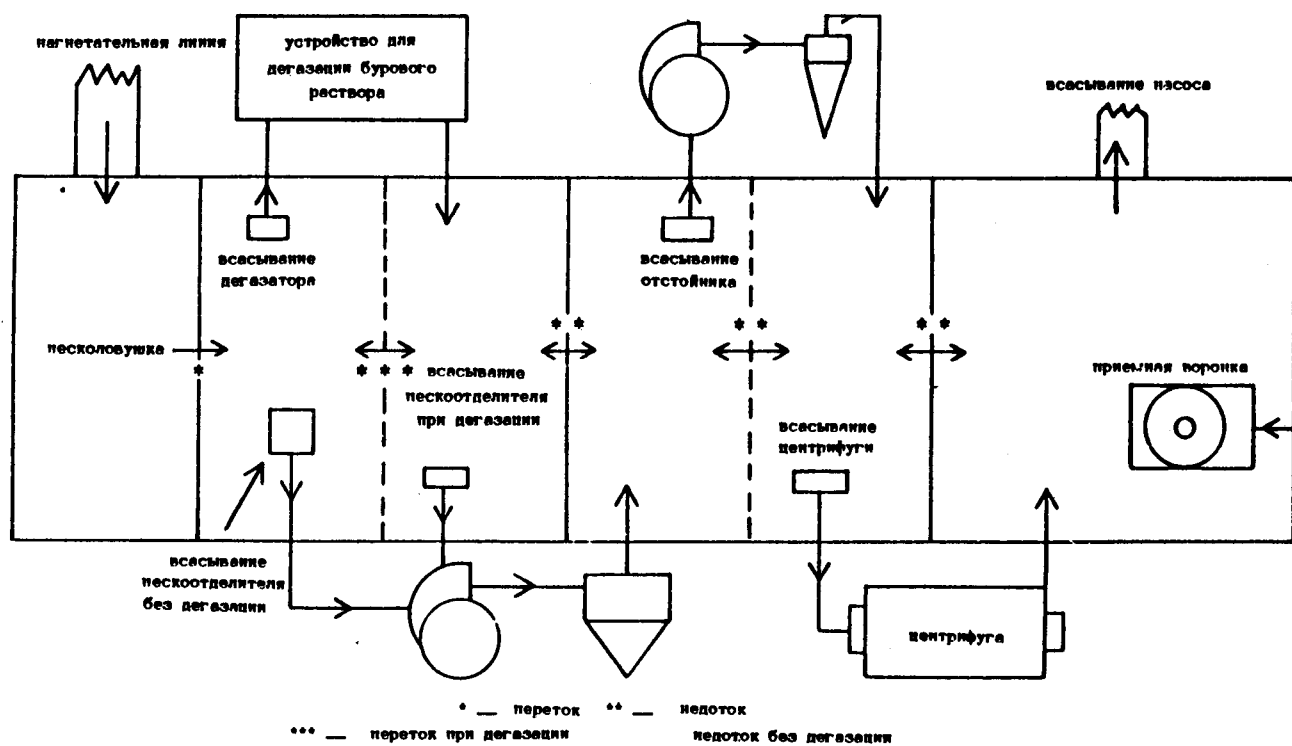 нагнетательная линия
устройство для
дегазации бурового
раствора
всасывание насоса
всасывание
дегазатора
всасывание
отстойника
песколовушка
*
* * *
* *
* *
* *
всасывание
пескоотделителя
при дегазации
приемная воронка
всасывание
центрифуги
всасывание
пескоотделителя
без дегазации
центрифуга
* — переток ** — недоток
*** — переток при дегазации недоток без дегазации